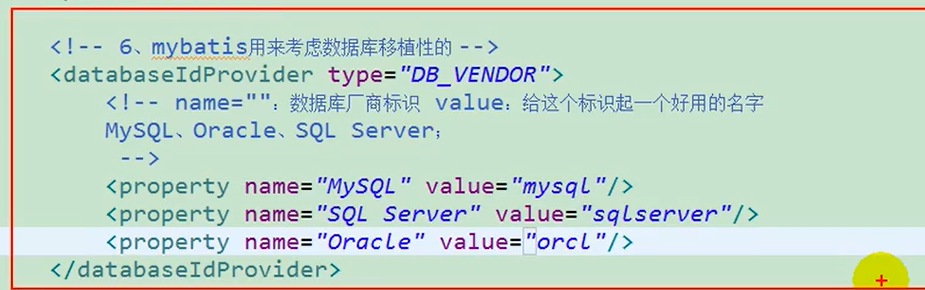 <!-- 6、mybatis用来考虑数据库移植性的 -->
<databaseIdProvider type="DB_VENDOR">
<!-- name="": 数据库厂商标识 value: 给这个标识起一个好用的名字
MySQL、Oracle、SQL Server;
-->
<property name="MySQL" value="mysql"/>
<property name="SQL Server" value="sqlserver"/>
<property name="Oracle" value="orcl"/>
</databaseIdProvider>